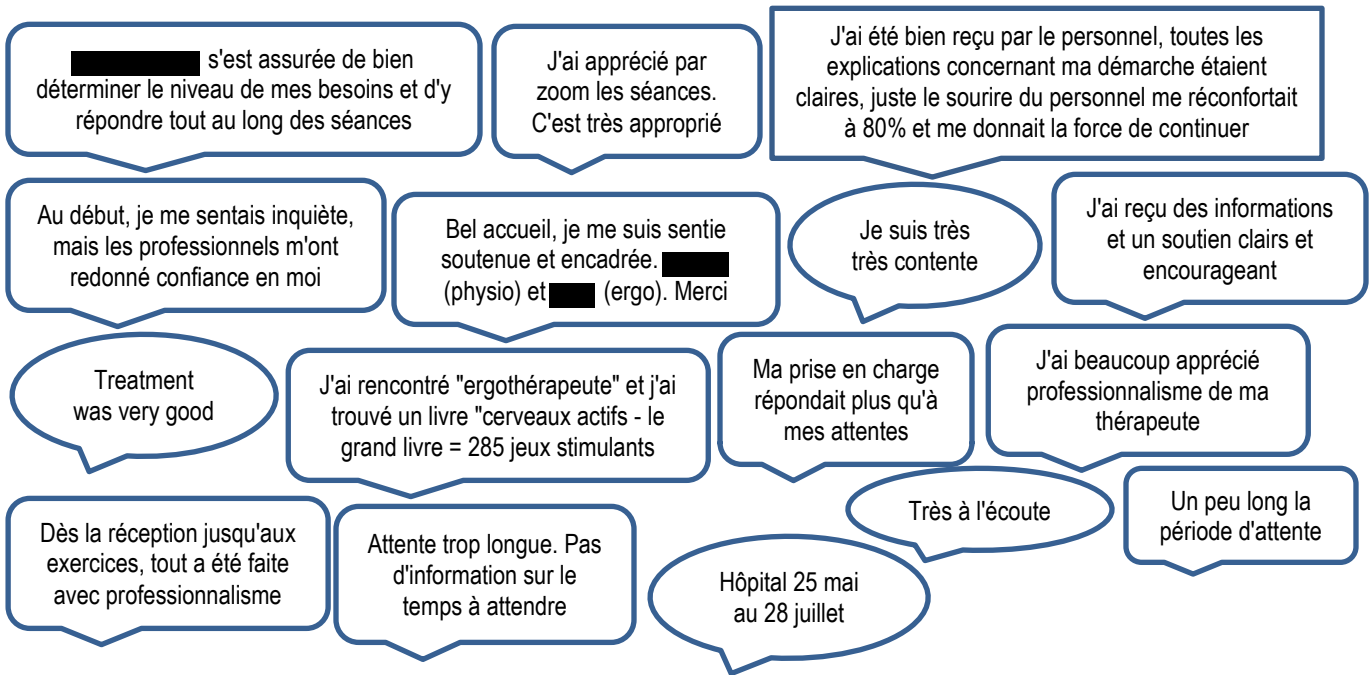 s'est assurée de bien
déterminer le niveau de mes besoins et d'y
répondre tout au long des séances
J'ai apprécié par
zoom les séances.
C'est très approprié
J'ai été bien reçu par le personnel, toutes les
explications concernant ma démarche étaient
claires, juste le sourire du personnel me réconfortait
à 80% et me donnait la force de continuer
Au début, je me sentais inquiète,
mais les professionnels m'ont
redonné confiance en moi
Bel accueil, je me suis sentie
soutenue et encadrée.
(physio) et (ergo). Merci
Je suis très
très contente
J'ai reçu des informations
et un soutien clairs et
encourageant
Treatment
was very good
J'ai rencontré "ergothérapeute" et j'ai
trouvé un livre "cerveaux actifs - le
grand livre = 285 jeux stimulants
Ma prise en charge
répondait plus qu'à
mes attentes
J'ai beaucoup apprécié
professionnalisme de ma
thérapeute
Dès la réception jusqu'aux
exercices, tout a été faite
avec professionnalisme
Attente trop longue. Pas
d'information sur le
temps à attendre
Très à l'écoute
Un peu long la
période d'attente
Hôpital 25 mai
au 28 juillet